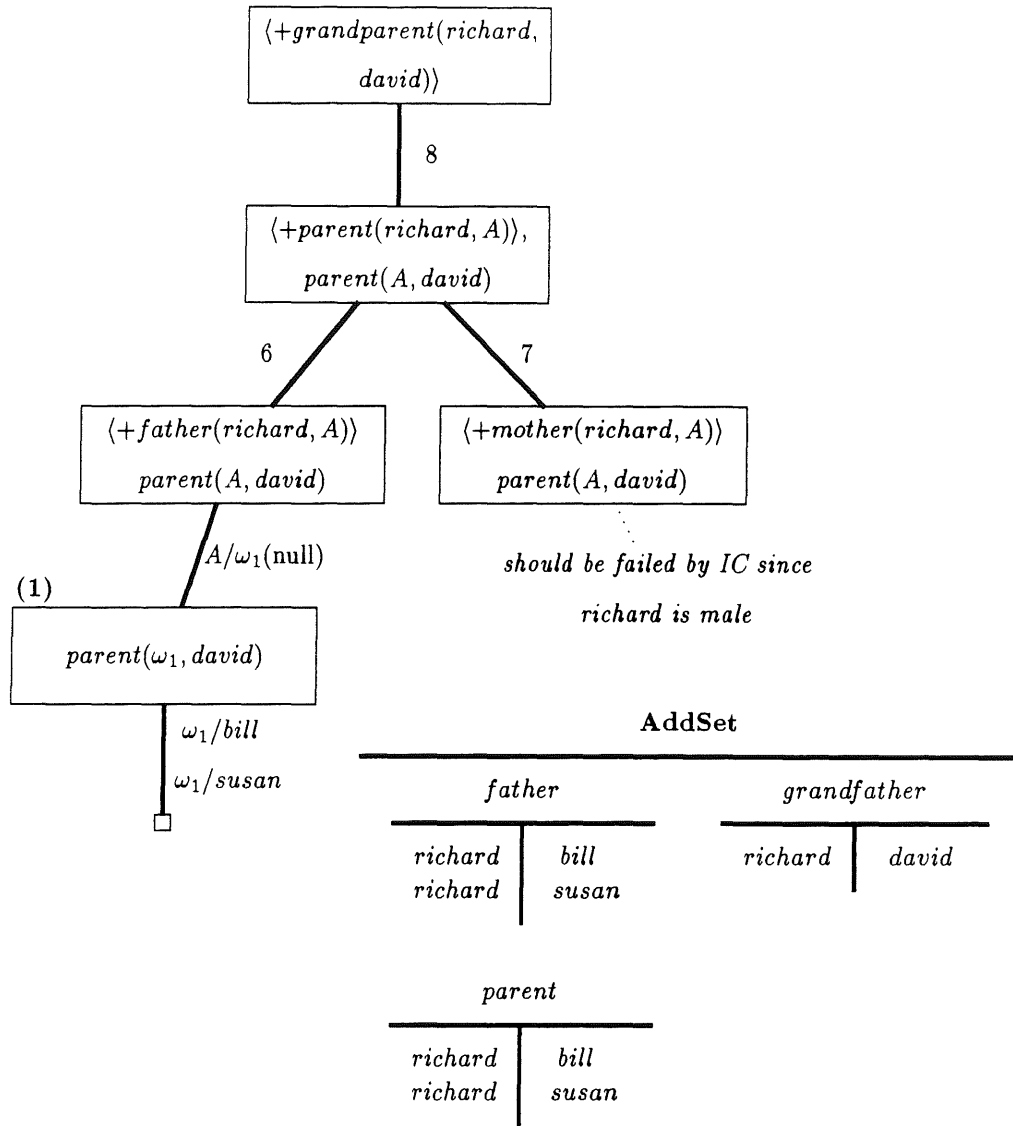 ⟨+grandparent(richard,
david)⟩
8
⟨+parent(richard, A)⟩,
parent(A, david)
6
7
⟨+father(richard, A)⟩
parent(A, david)
⟨+mother(richard, A)⟩
parent(A, david)
A/ω₁(null)
should be failed by IC since
richard is male
(1)
parent(ω₁, david)
ω₁/bill
ω₁/susan
AddSet
father
richard bill
richard susan
grandfather
richard david
parent
richard bill
richard susan